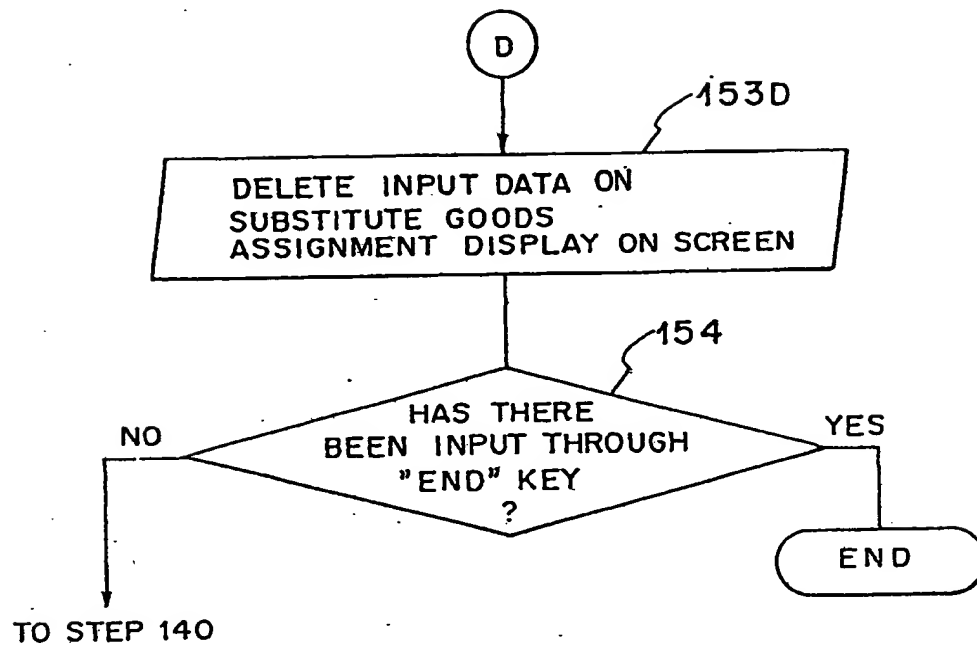 D
153D
DELETE INPUT DATA ON
SUBSTITUTE GOODS
ASSIGNMENT DISPLAY ON SCREEN
154
HAS THERE
BEEN INPUT THROUGH
"END" KEY
?
NO
YES
END
TO STEP 140